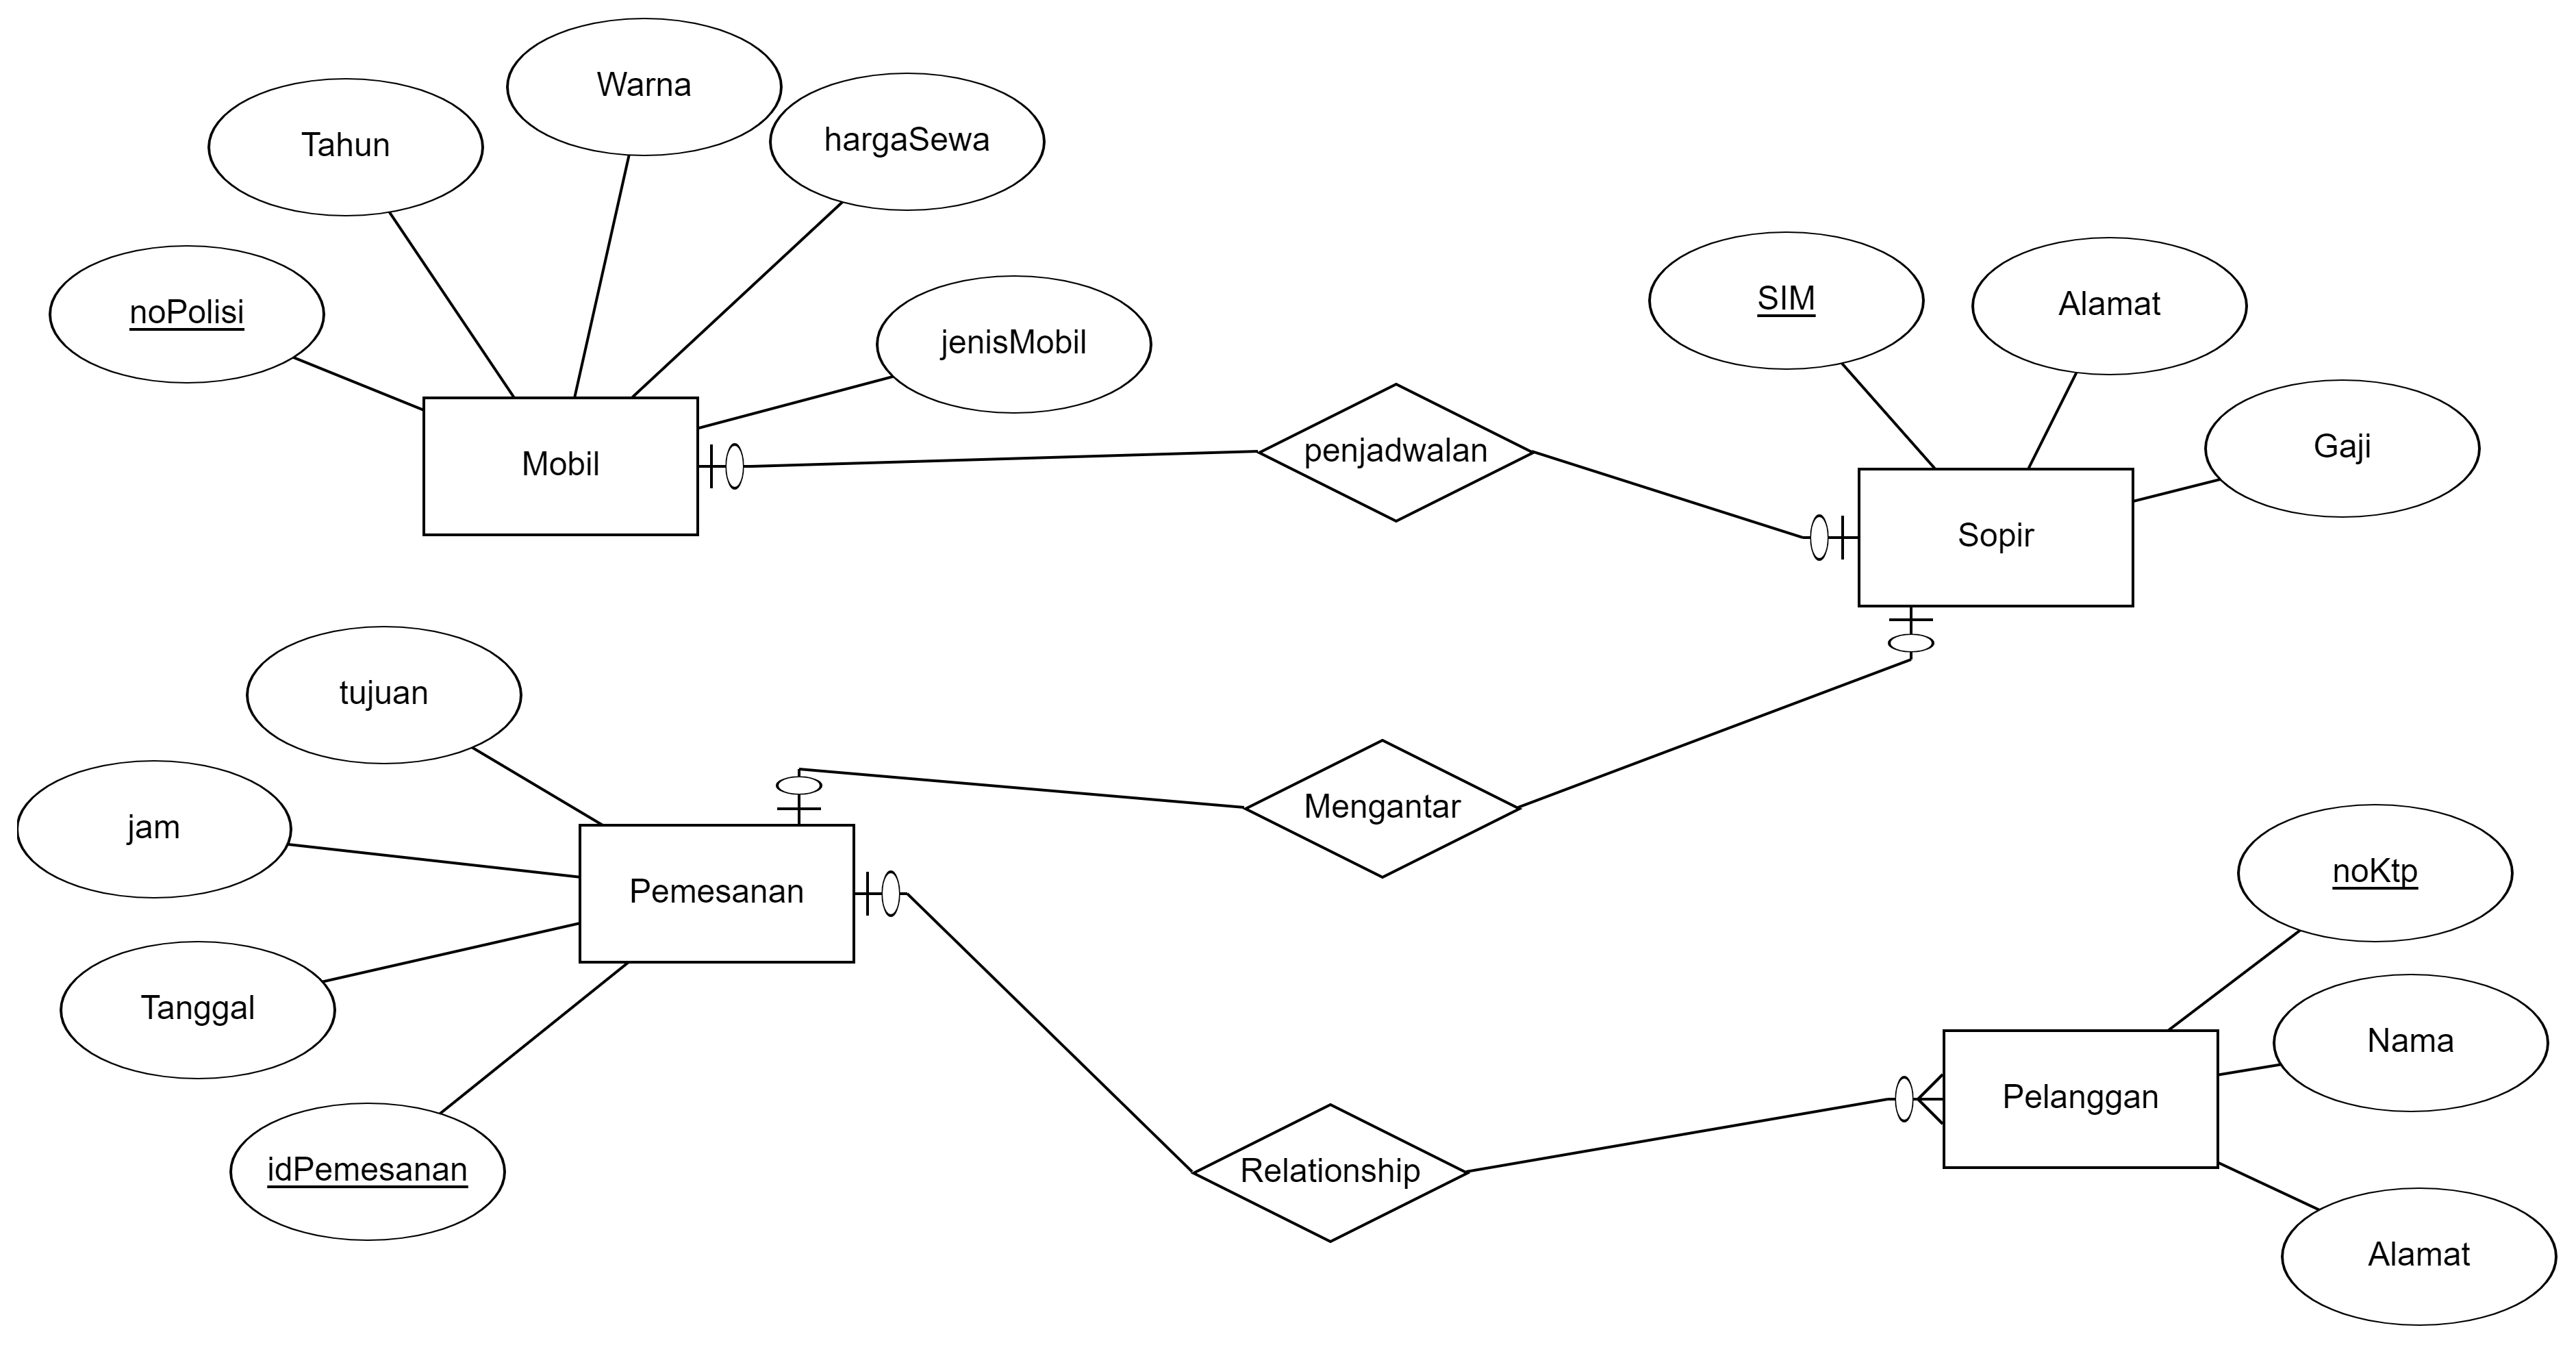 Warna
hargaSewa
Tahun
noPolisi
jenisMobil
Mobil
penjadwalan
SIM
Alamat
Gaji
Sopir
tujuan
jam
Pemesanan
Mengantar
Tanggal
idPemesanan
Relationship
noKtp
Nama
Pelanggan
Alamat